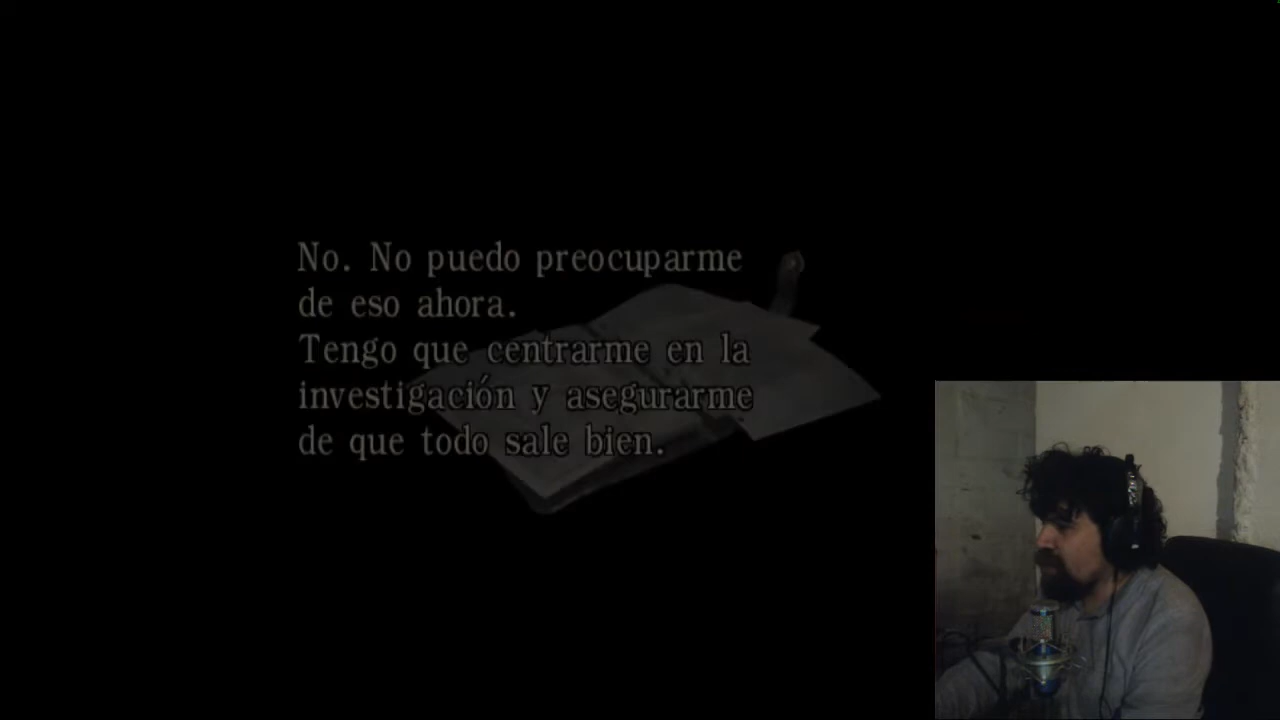 No. No puedo preocuparme
de eso ahora.
Tengo que centrarme en la
investigación y asegurarme
de que todo sale bien.